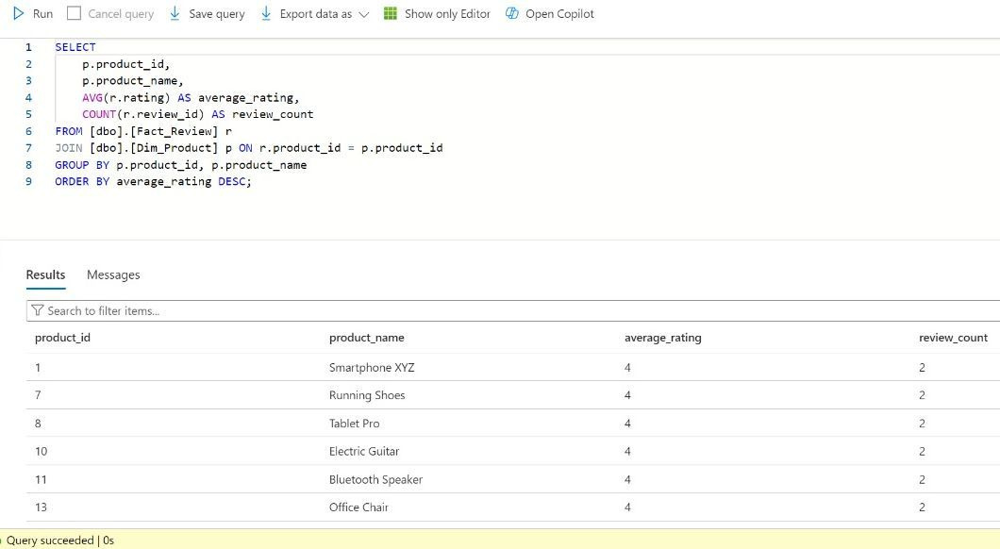 Run Cancel query Save query Export data as Show only Editor Open Copilot
1 SELECT
2 p.product_id,
3 p.product_name,
4 AVG(r.rating) AS average_rating,
5 COUNT(r.review_id) AS review_count
6 FROM [dbo].[Fact_Review] r
7 JOIN [dbo].[Dim_Product] p ON r.product_id = p.product_id
8 GROUP BY p.product_id, p.product_name
9 ORDER BY average_rating DESC;
Results Messages
Search to filter items...
product_id product_name average_rating review_count
1 Smartphone XYZ 4 2
7 Running Shoes 4 2
8 Tablet Pro 4 2
10 Electric Guitar 4 2
11 Bluetooth Speaker 4 2
13 Office Chair 4 2
Query succeeded | 0s